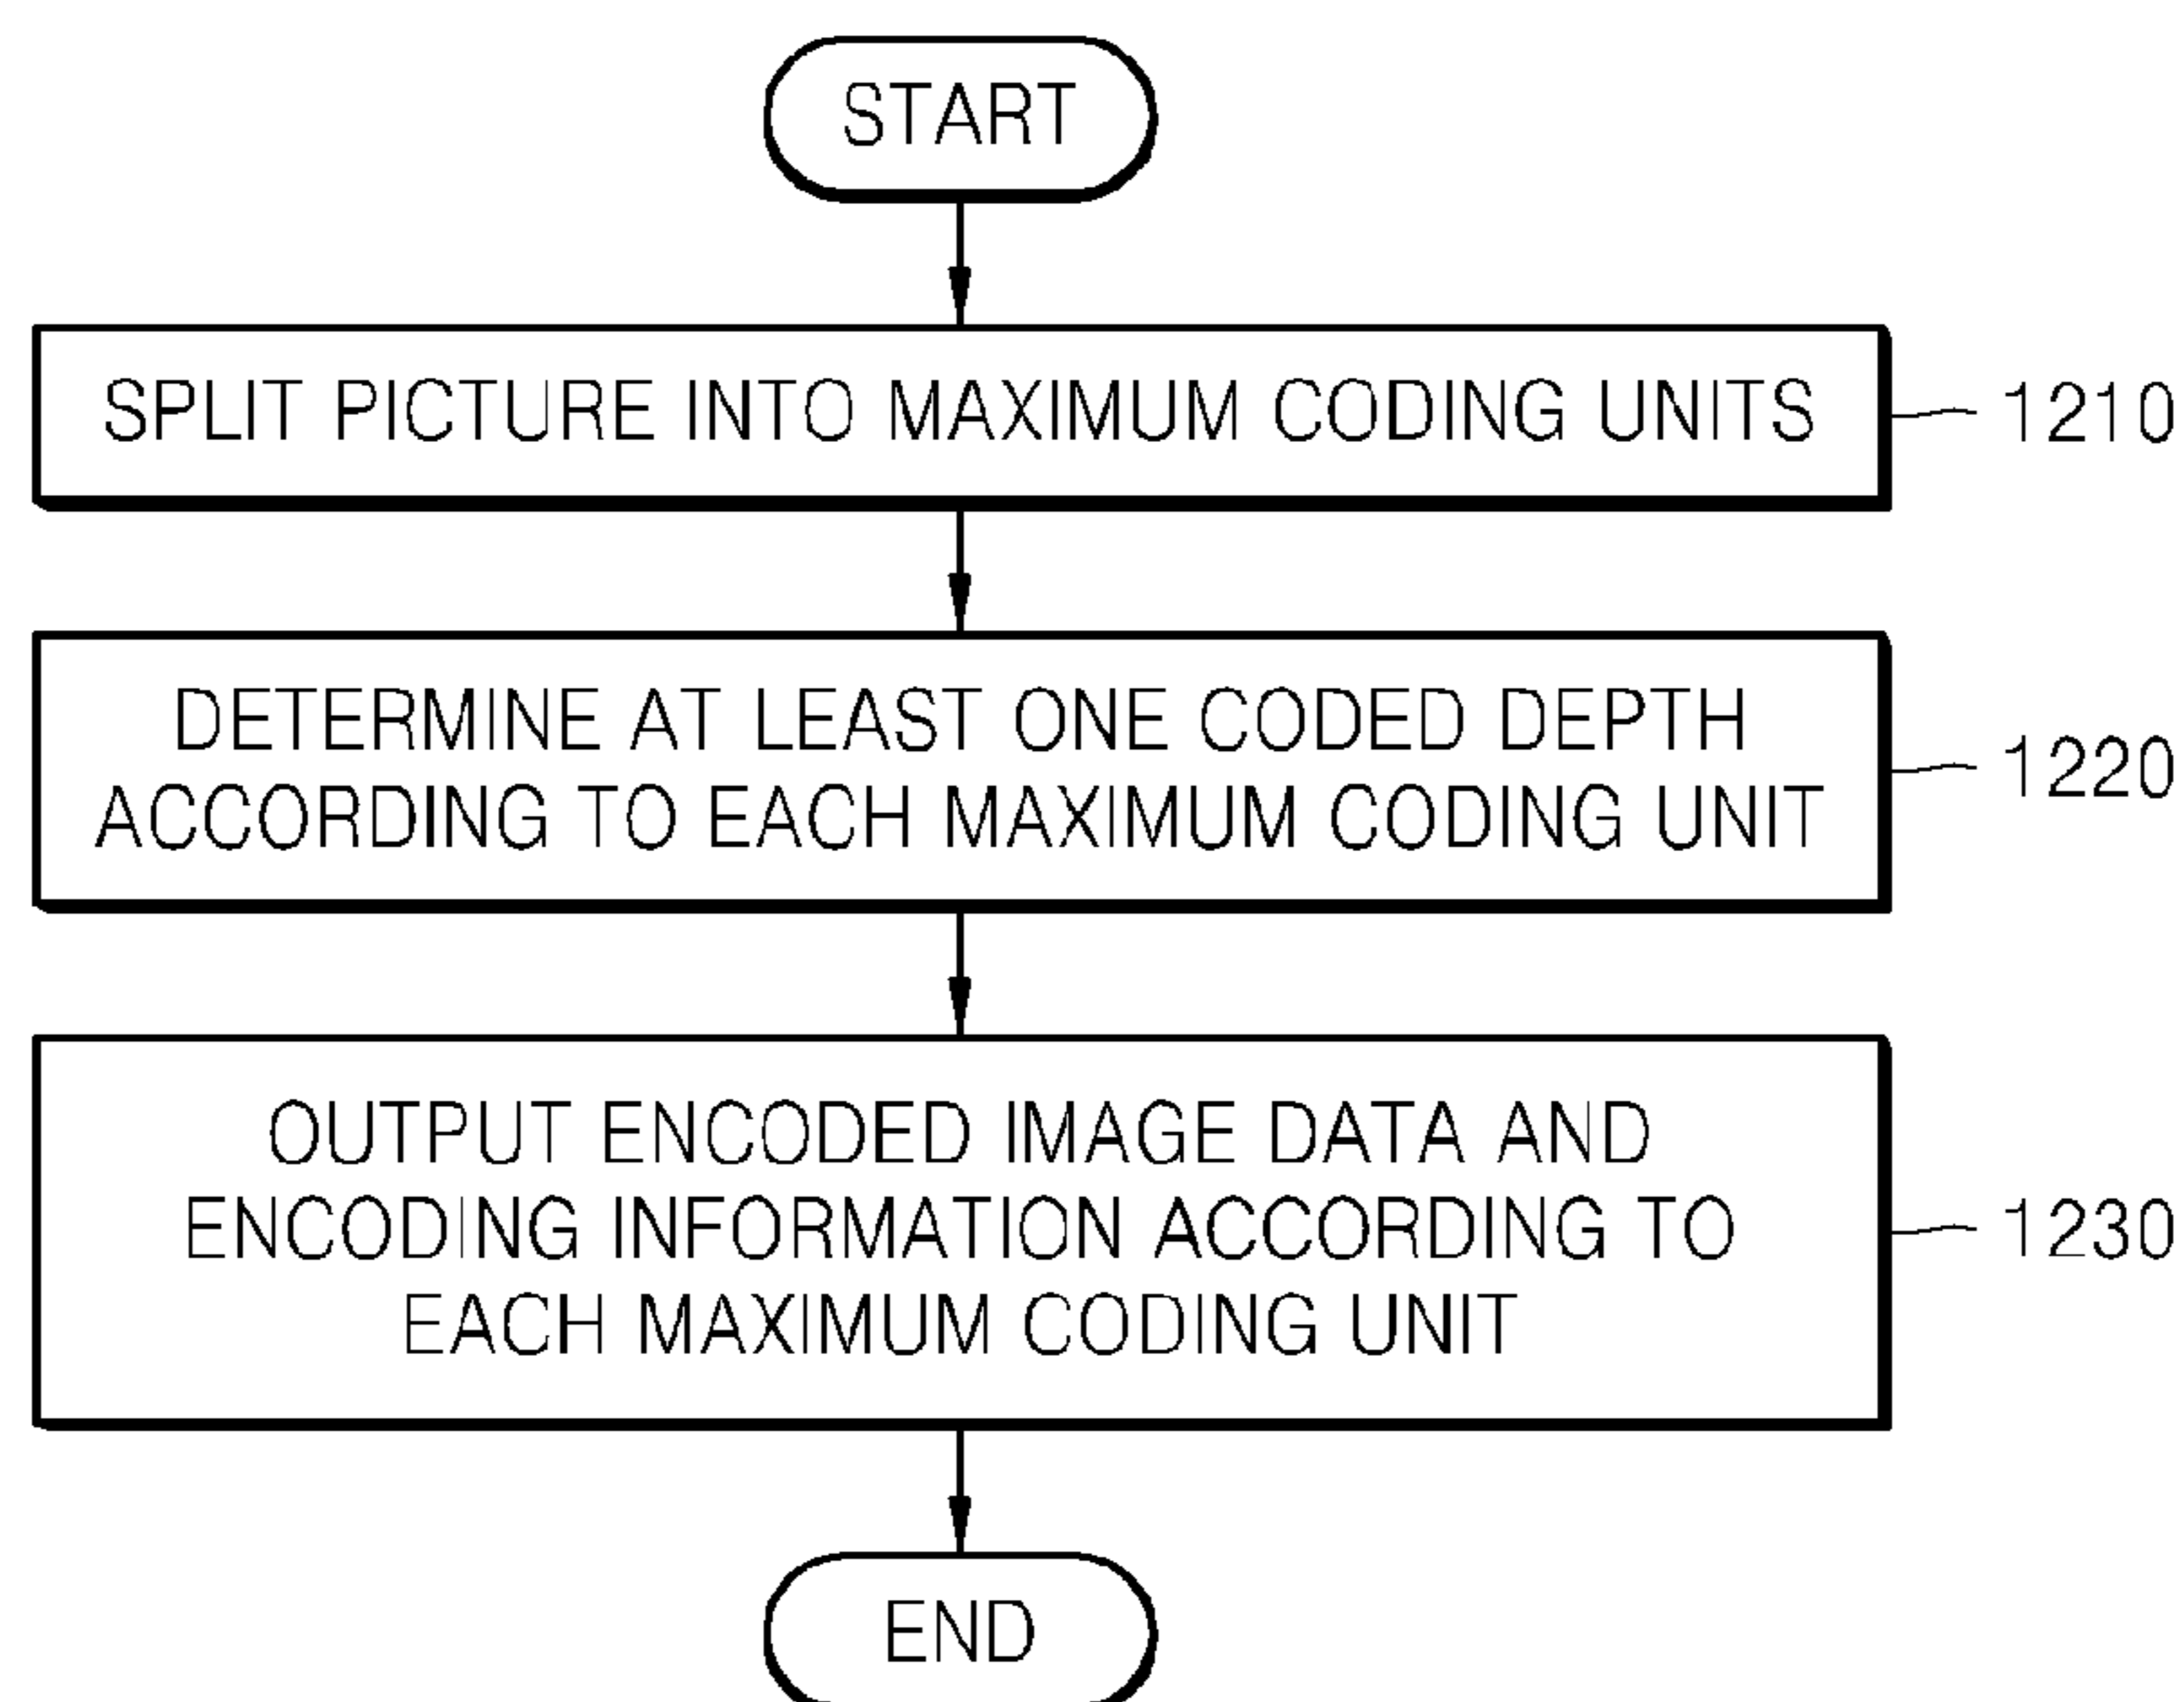 START
SPLIT PICTURE INTO MAXIMUM CODING UNITS
1210
DETERMINE AT LEAST ONE CODED DEPTH
ACCORDING TO EACH MAXIMUM CODING UNIT
1220
OUTPUT ENCODED IMAGE DATA AND
ENCODING INFORMATION ACCORDING TO
EACH MAXIMUM CODING UNIT
1230
END